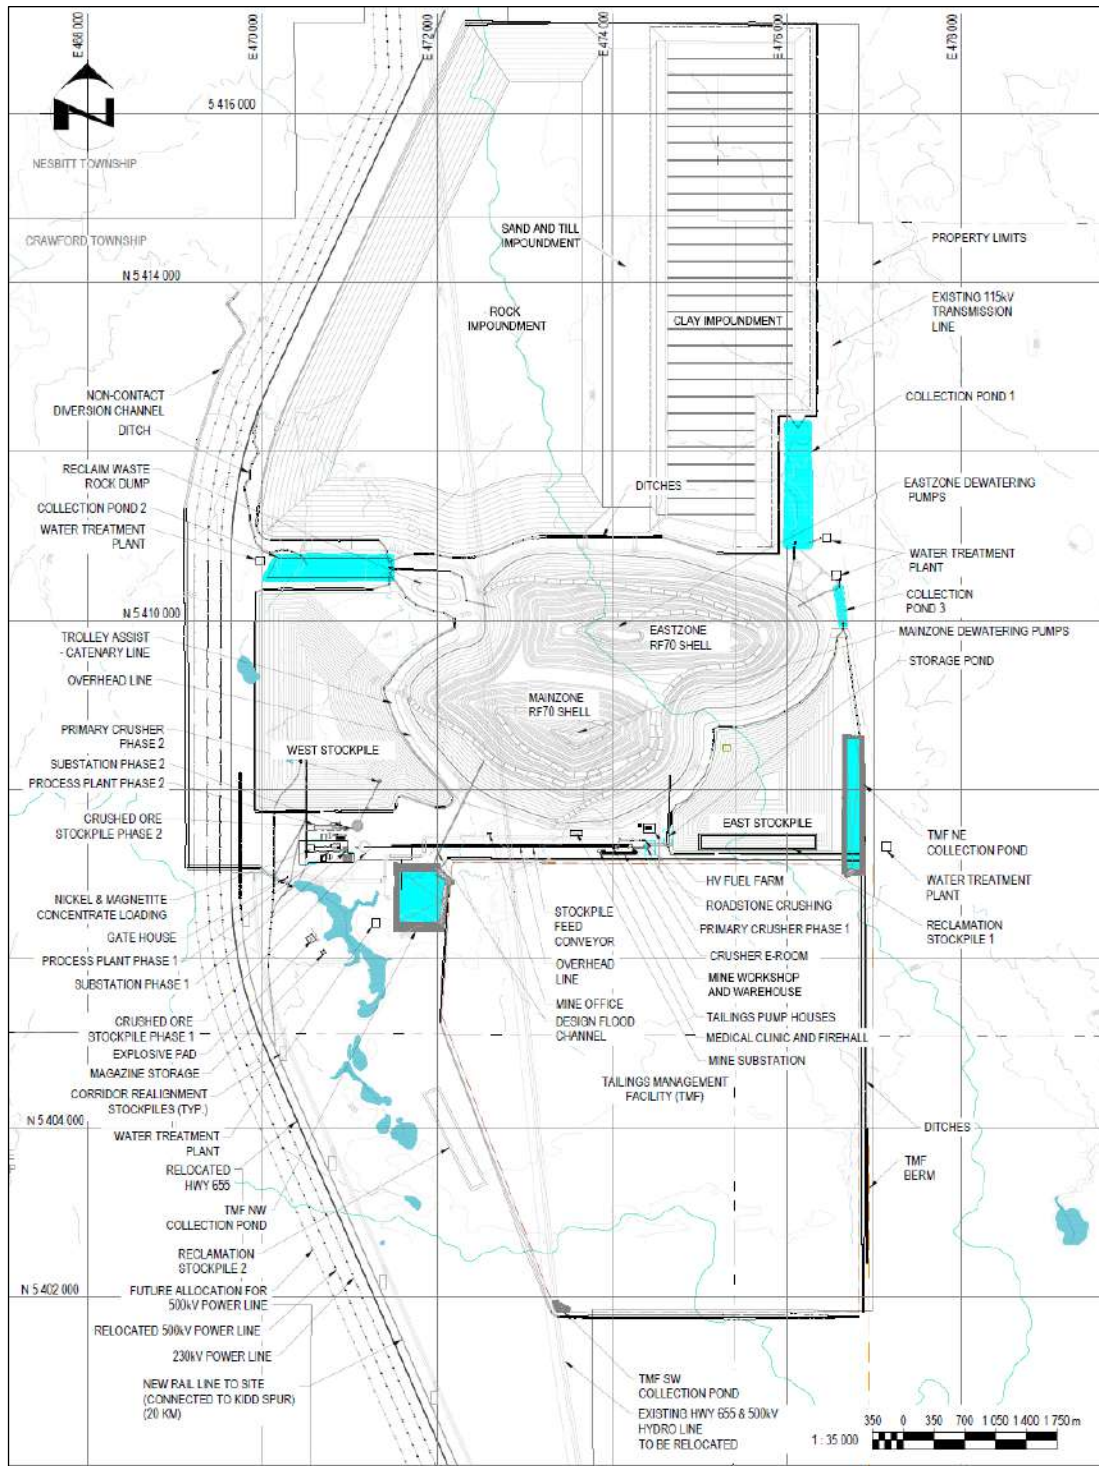 E 468 000
E 470 000
E 472 000
E 474 000
E 476 000
E 478 000
5 416 000
N
NESBITT TOWNSHIP
CRAWFORD TOWNSHIP
N 5 414 000
SAND AND TILL
IMPOUNDMENT
PROPERTY LIMITS
ROCK
IMPOUNDMENT
CLAY IMPOUNDMENT
EXISTING 115kV
TRANSMISSION
LINE
NON-CONTACT
DIVERSION CHANNEL
DITCH
COLLECTION POND 1
RECLAIM WASTE
ROCK DUMP
COLLECTION POND 2
WATER TREATMENT
PLANT
DITCHES
EASTZONE DEWATERING
PUMPS
WATER TREATMENT
PLANT
COLLECTION
POND 3
N 5 410 000
TROLLEY ASSIST
- CATENARY LINE
OVERHEAD LINE
EASTZONE
RF70 SHELL
MAINZONE DEWATERING PUMPS
STORAGE POND
MAINZONE
RF70 SHELL
PRIMARY CRUSHER
PHASE 2
SUBSTATION PHASE 2
PROCESS PLANT PHASE 2
WEST STOCKPILE
CRUSHED ORE
STOCKPILE PHASE 2
EAST STOCKPILE
TMF NE
COLLECTION POND
NICKEL & MAGNETITE
CONCENTRATE LOADING
GATE HOUSE
PROCESS PLANT PHASE 1
SUBSTATION PHASE 1
CRUSHED ORE
STOCKPILE PHASE 1
EXPLOSIVE PAD
MAGAZINE STORAGE
CORRIDOR REALIGNMENT
STOCKPILES (TYP.)
STOCKPILE
FEED
CONVEYOR
OVERHEAD
LINE
MINE OFFICE
DESIGN FLOOD
CHANNEL
HV FUEL FARM
ROADSTONE CRUSHING
PRIMARY CRUSHER PHASE 1
CRUSHER E-ROOM
MINE WORKSHOP
AND WAREHOUSE
TAILINGS PUMP HOUSES
MEDICAL CLINIC AND FIREHALL
MINE SUBSTATION
WATER TREATMENT
PLANT
RECLAMATION
STOCKPILE 1
TAILINGS MANAGEMENT
FACILITY (TMF)
N 5 404 000
WATER TREATMENT
PLANT
DITCHES
RELOCATED
HWY 655
TMF
BERM
TMF NW
COLLECTION POND
RECLAMATION
STOCKPILE 2
N 5 402 000
FUTURE ALLOCATION FOR
500kV POWER LINE
RELOCATED 500kV POWER LINE
230kV POWER LINE
NEW RAIL LINE TO SITE
(CONNECTED TO KIDD SPUR)
(20 KM)
TMF SW
COLLECTION POND
EXISTING HWY 655 & 500kV
HYDRO LINE
TO BE RELOCATED
1 : 35 000
350 0 350 700 1 050 1 400 1 750 m